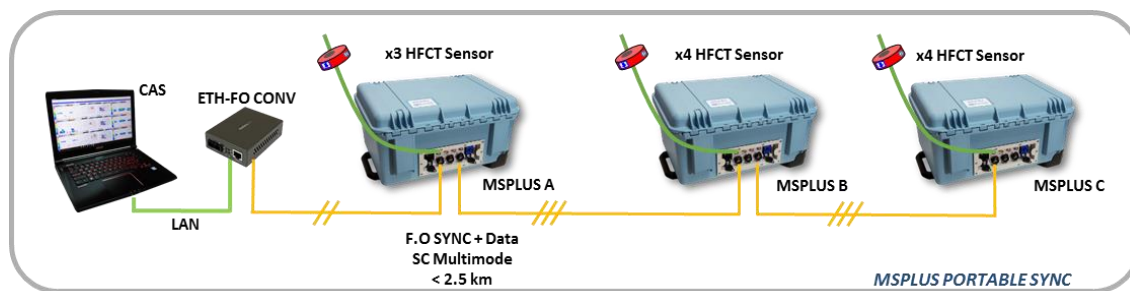 x3 HFCT Sensor
x4 HFCT Sensor
x4 HFCT Sensor
CAS
ETH-FO CONV
MSPLUS A
MSPLUS B
MSPLUS C
LAN
F.O SYNC + Data
SC Multimode
< 2.5 km
MSPLUS PORTABLE SYNC